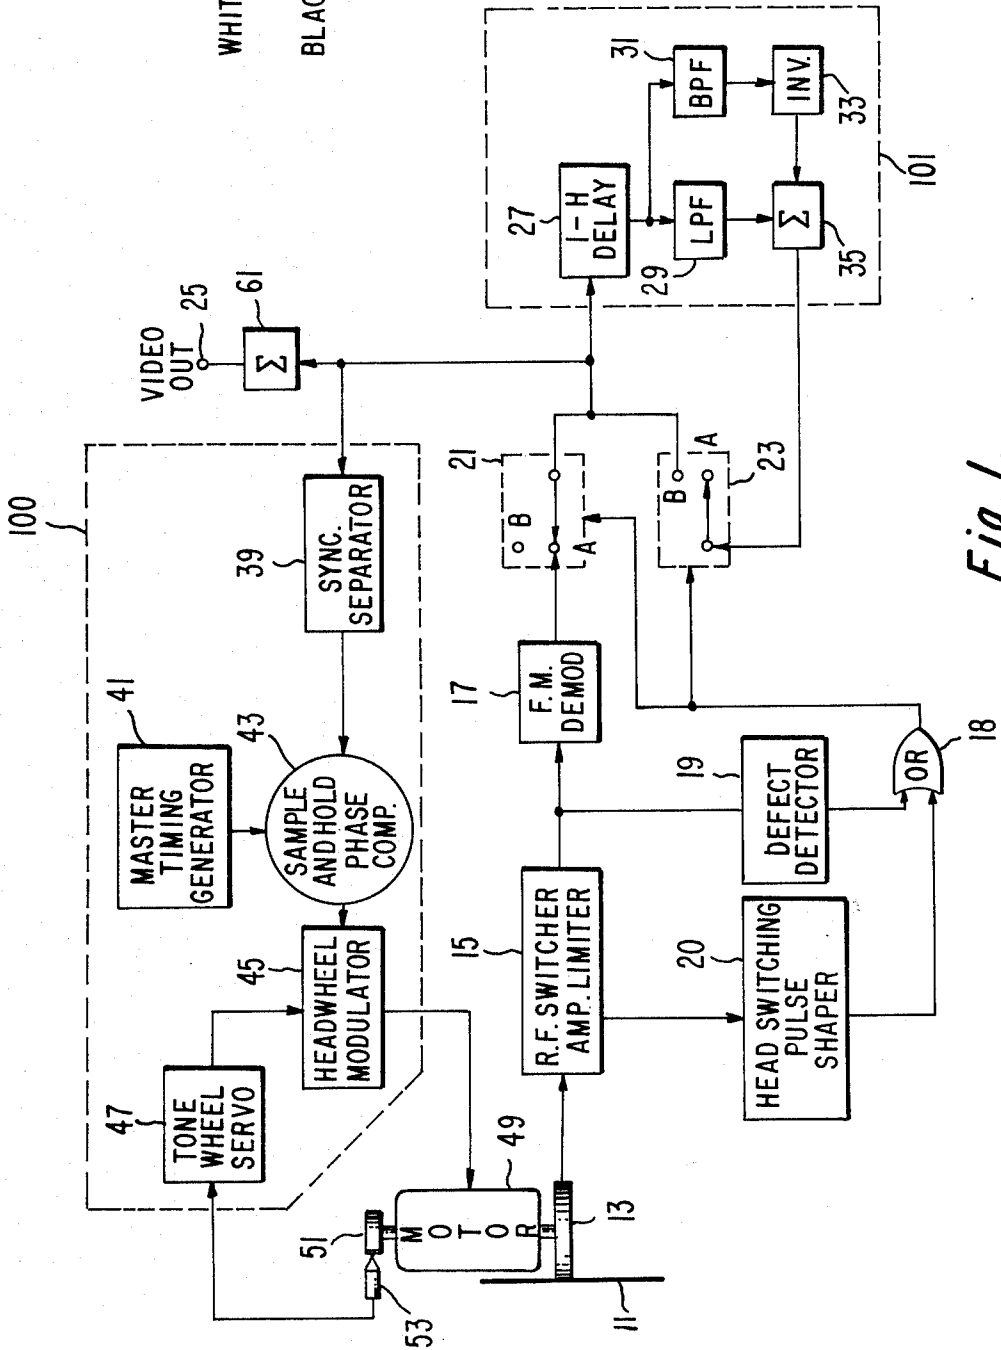 WHIT
BLAC
100
41
MASTER
TIMING
GENERATOR
43
SAMPLE
AND HOLD
PHASE
COMP.
39
SYNC.
SEPARATOR
47
TONE
WHEEL
SERVO
45
HEADWHEEL
MODULATOR
VIDEO
OUT
25
61
Σ
51
53
MOTOR
49
13
11
15
R.F. SWITCHER
AMP. LIMITER
17
F.M.
DEMOD
21
B
A
B
A
23
19
DEFECT
DETECTOR
20
HEAD SWITCHING
PULSE
SHAPER
OR
18
27
1-H
DELAY
29
LPF
31
BPF
INV.
33
Σ
35
101
Fig. 1.